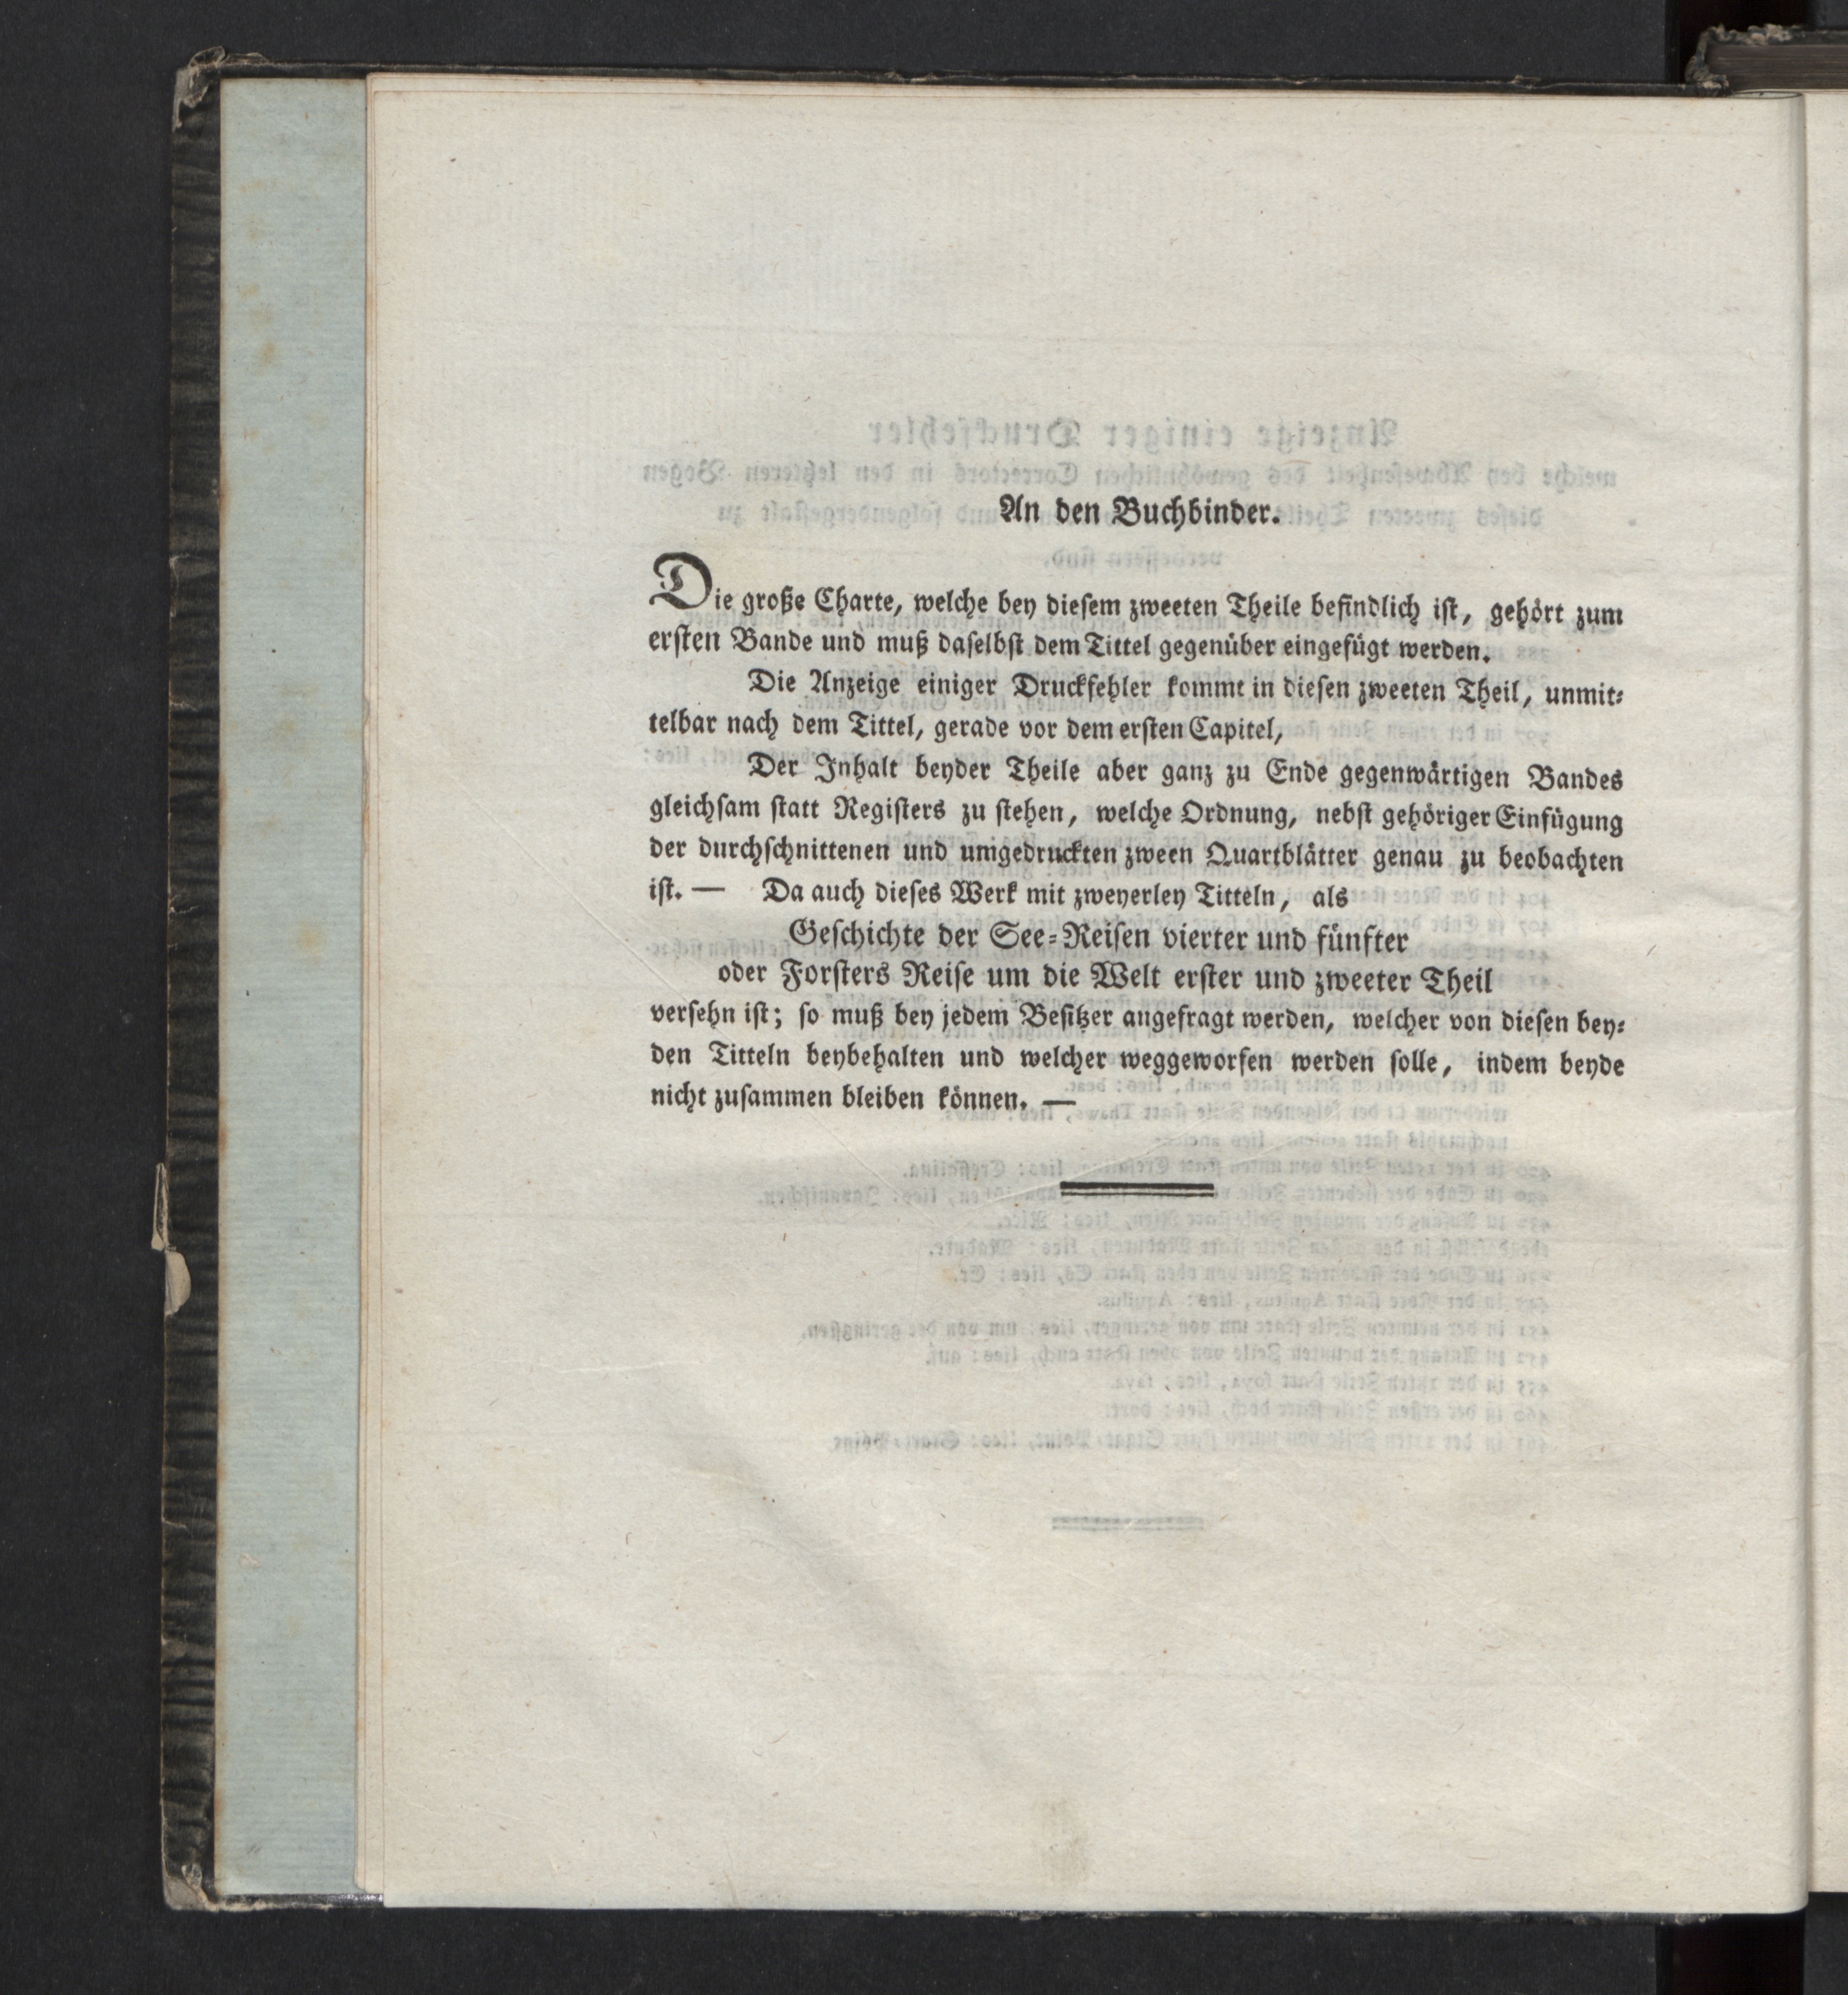 An den Buchbinder.
Die große Charte, welche bey dieſem zweeten Theile befindlich iſt, gehört zum
erſten Bande und muß daſelbſt dem Tittel gegenüber eingefügt werden.
Die Anzeige einiger Druckfehler kommt in dieſen zweeten Theil, unmit⸗
telbar nach dem Tittel, gerade vor dem erſten Capitel,
Der Inhalt beyder Theile aber ganz zu Ende gegenwärtigen Bandes
gleichſam ſtatt Regiſters zu ſtehen, welche Ordnung, nebſt gehöriger Einfügung
der durchſchnittenen und umgedruckten zween Quartblätter genau zu beobachten
iſt. — Da auch dieſes Werk mit zweyerley Titteln, als
Geſchichte der See⸗Reiſen vierter und fünfter
oder Forſters Reiſe um die Welt erſter und zweeter Theil
verſehn iſt; ſo muß bey jedem Beſitzer angefragt werden, welcher von dieſen bey⸗
den Titteln beybehalten und welcher weggeworfen werden ſolle, indem beyde
nicht zuſammen bleiben können. —